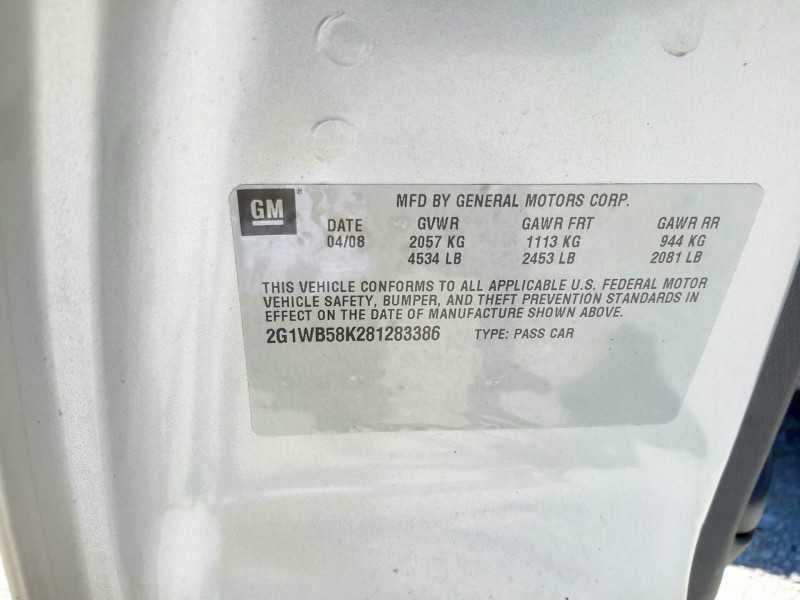 GM
MFD BY GENERAL MOTORS CORP.
DATE GVWR GAWR FRT GAWR RR
04/08 2057 KG 1113 KG 944 KG
4534 LB 2453 LB 2081 LB
THIS VEHICLE CONFORMS TO ALL APPLICABLE U.S. FEDERAL MOTOR
VEHICLE SAFETY, BUMPER, AND THEFT PREVENTION STANDARDS IN
EFFECT ON THE DATE OF MANUFACTURE SHOWN ABOVE.
2G1WB58K281283386 TYPE: PASS CAR